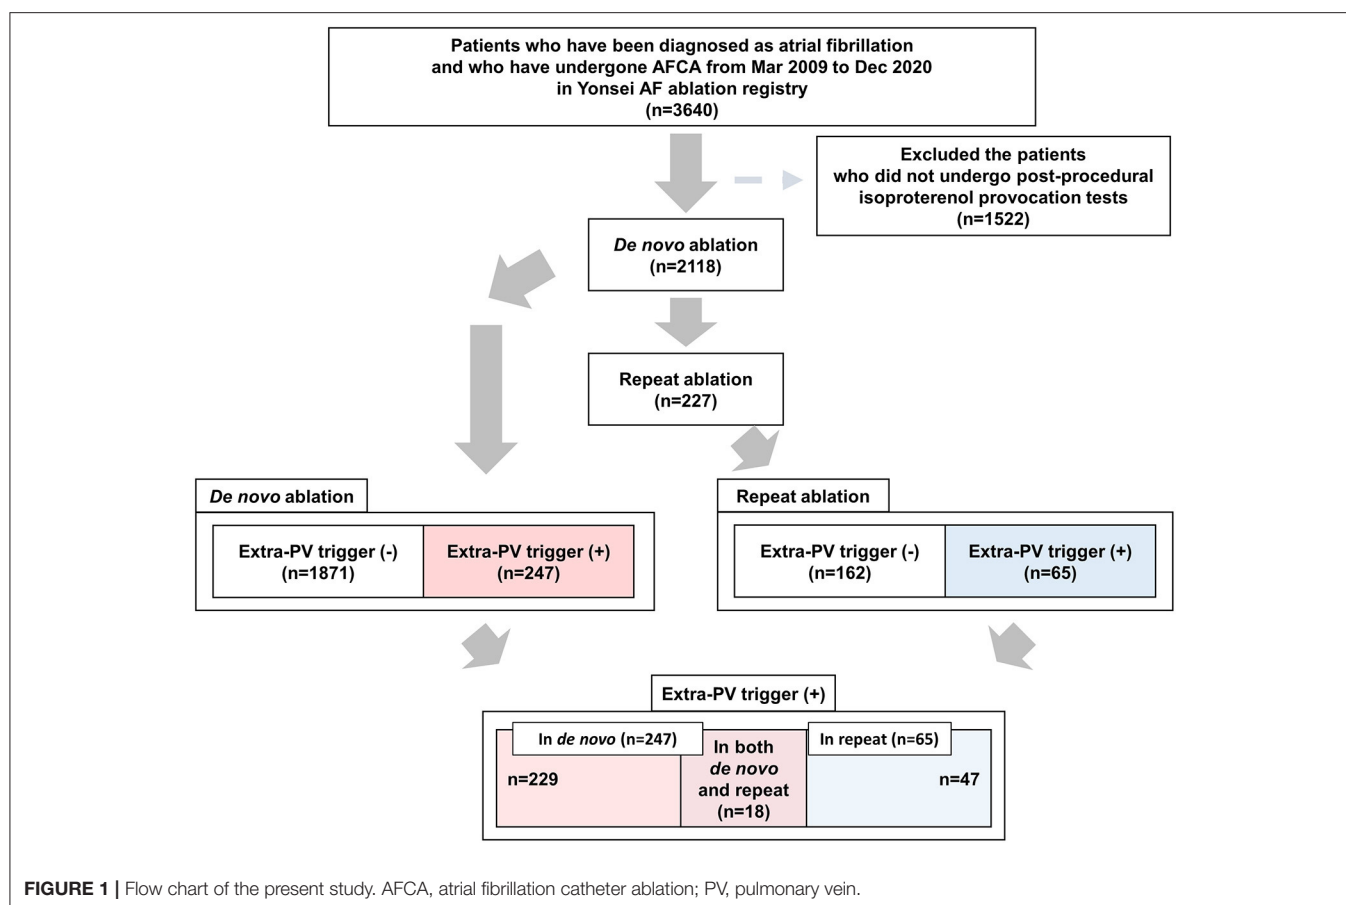 Patients who have been diagnosed as atrial fibrillation
and who have undergone AFCA from Mar 2009 to Dec 2020
in Yonsei AF ablation registry
(n=3640)
Excluded the patients
who did not undergo post-procedural
isoproterenol provocation tests
(n=1522)
De novo ablation
(n=2118)
Repeat ablation
(n=227)
De novo ablation
Extra-PV trigger (-)
(n=1871)
Extra-PV trigger (+)
(n=247)
Repeat ablation
Extra-PV trigger (-)
(n=162)
Extra-PV trigger (+)
(n=65)
Extra-PV trigger (+)
In de novo (n=247)
n=229
In both
de novo
and repeat
(n=18)
In repeat (n=65)
n=47
FIGURE 1 | Flow chart of the present study. AFCA, atrial fibrillation catheter ablation; PV, pulmonary vein.